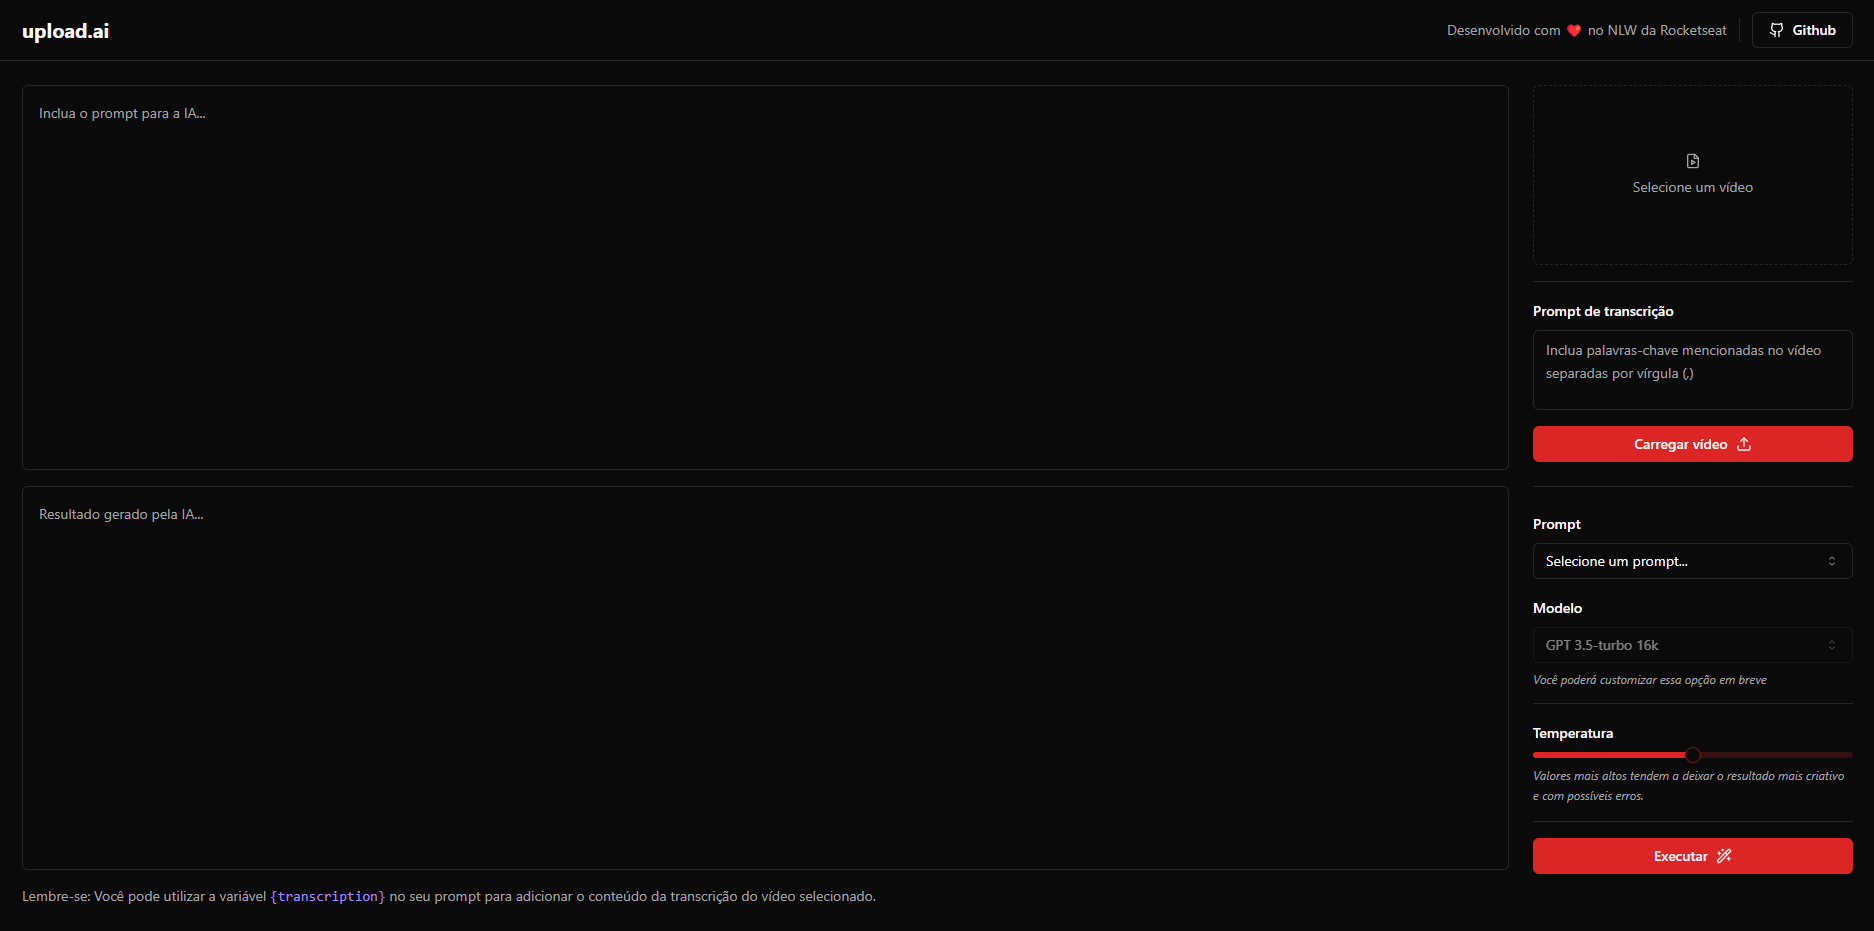 upload.ai
Desenvolvido com ❤️ no NLW da Rocketseat
Github
Inclua o prompt para a IA...
Resultado gerado pela IA...
Lembre-se: Você pode utilizar a variável {transcription} no seu prompt para adicionar o conteúdo da transcrição do vídeo selecionado.
Selecione um vídeo
Prompt de transcrição
Inclua palavras-chave mencionadas no vídeo
separadas por vírgula (,)
Carregar vídeo
Prompt
Selecione um prompt...
Modelo
GPT 3.5-turbo 16k
Você poderá customizar essa opção em breve
Temperatura
Valores mais altos tendem a deixar o resultado mais criativo
e com possíveis erros.
Executar